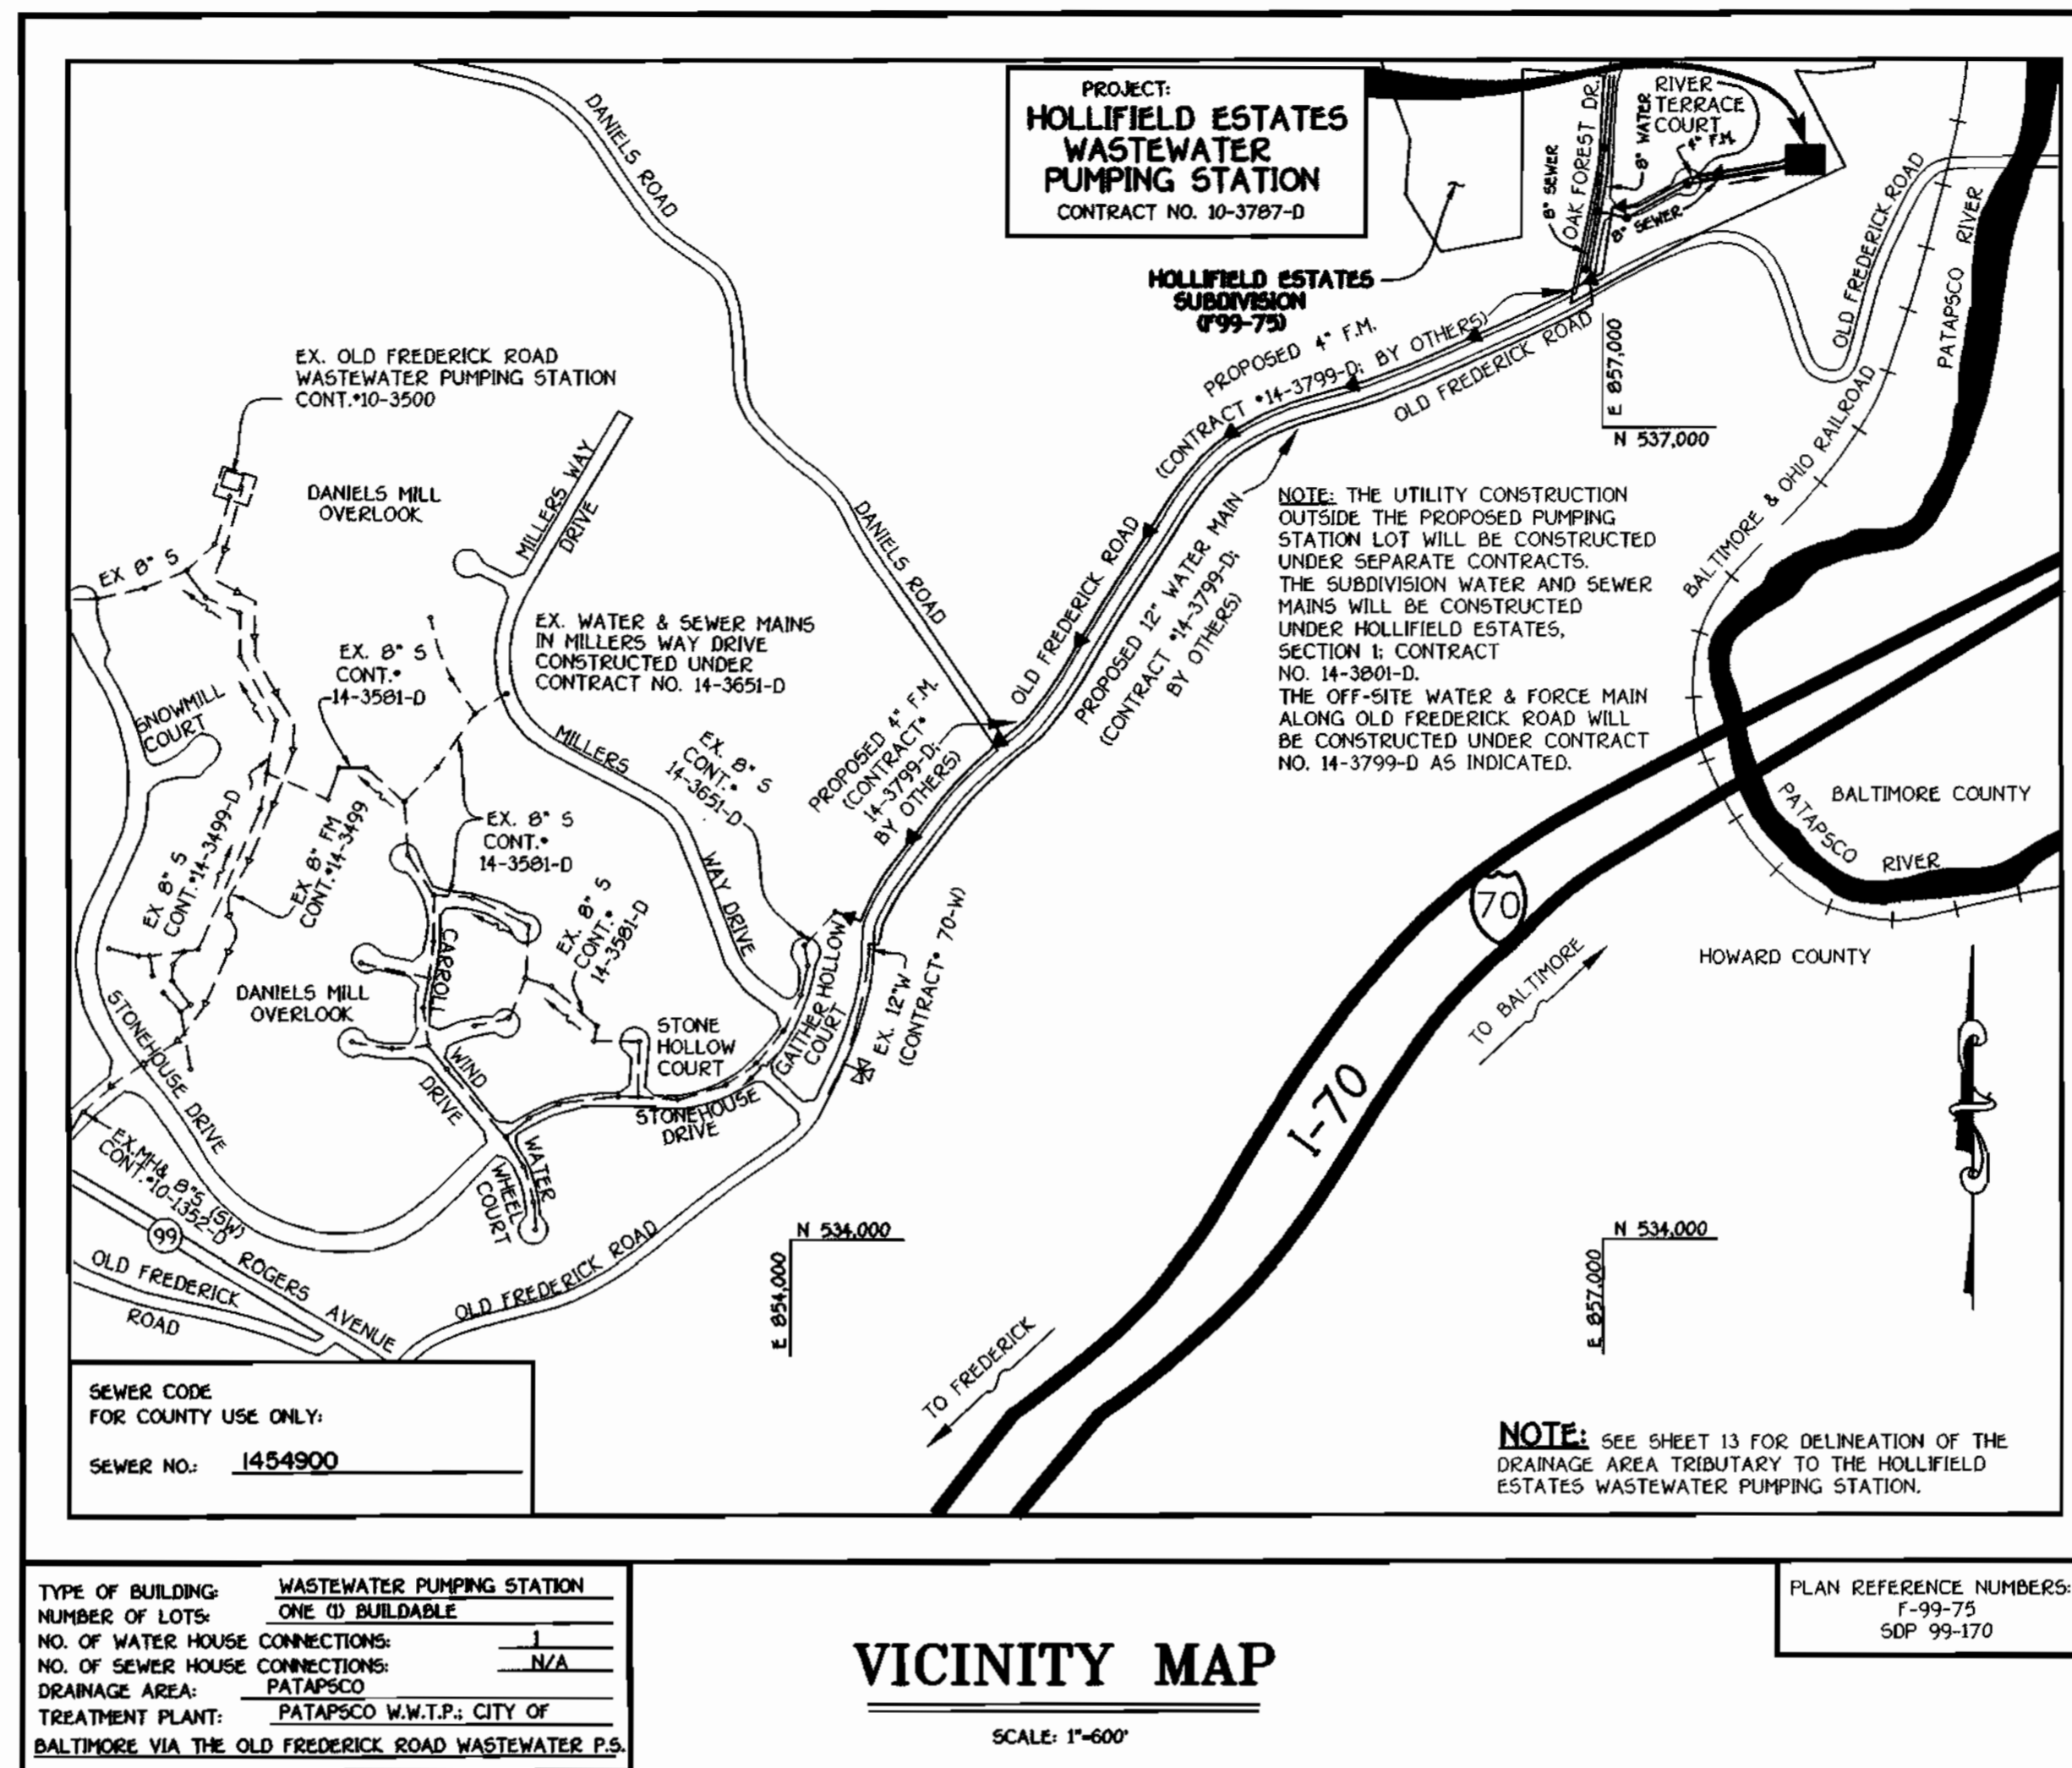 PROJECT:
HOLLIFIELD ESTATES
WASTEWATER
PUMPING STATION
CONTRACT NO. 10-3787-D
HOLLIFIELD ESTATES
SUBDIVISION
(F99-75)
DANIELS ROAD
8" SEWER
OAK FOREST DR.
8" WATER
RIVER
TERRACE
COURT
4" F.M.
8" SEWER
OLD FREDERICK ROAD
PATAPSCO RIVER
E 857,000
N 537,000
PROPOSED 4" F.M.
(CONTRACT #14-3799-D; BY OTHERS)
OLD FREDERICK ROAD
BALTIMORE & OHIO RAILROAD
EX. OLD FREDERICK ROAD
WASTEWATER PUMPING STATION
CONT.#10-3500
DANIELS MILL
OVERLOOK
MILLERS WAY
DRIVE
DANIELS ROAD
OLD FREDERICK ROAD
PROPOSED 12" WATER MAIN
(CONTRACT #14-3799-D;
BY OTHERS)
NOTE: THE UTILITY CONSTRUCTION
OUTSIDE THE PROPOSED PUMPING
STATION LOT WILL BE CONSTRUCTED
UNDER SEPARATE CONTRACTS.
THE SUBDIVISION WATER AND SEWER
MAINS WILL BE CONSTRUCTED
UNDER HOLLIFIELD ESTATES,
SECTION 1; CONTRACT
NO. 14-3801-D.
THE OFF-SITE WATER & FORCE MAIN
ALONG OLD FREDERICK ROAD WILL
BE CONSTRUCTED UNDER CONTRACT
NO. 14-3799-D AS INDICATED.
EX 8" S
EX. 8" S
CONT.#
14-3581-D
EX. WATER & SEWER MAINS
IN MILLERS WAY DRIVE
CONSTRUCTED UNDER
CONTRACT NO. 14-3651-D
SNOWMILL
COURT
MILLERS
WAY DRIVE
EX. 8" S
CONT.#
14-3651-D
PROPOSED 4" F.M.
(CONTRACT#
14-3799-D;
BY OTHERS)
EX 8" S
CONT.#14-3499-D
EX 8" FM
CONT.#14-3499
EX. 8" S
CONT.#
14-3581-D
EX. 8" S
CONT.#
14-3581-D
CARROLL
WIND
DRIVE
DANIELS MILL
OVERLOOK
STONE
HOLLOW
COURT
GAITHER HOLLOW
COURT
EX. 12"W
(CONTRACT# 70-W)
STONEHOUSE DRIVE
STONEHOUSE
DRIVE
WATER
WHEEL
COURT
EX.MH& 8"S (SW)
CONT.#10-1352-D
99
ROGERS AVENUE
OLD FREDERICK
ROAD
OLD FREDERICK ROAD
PATAPSCO RIVER
BALTIMORE COUNTY
HOWARD COUNTY
70
TO BALTIMORE
I-70
TO FREDERICK
N 534,000
E 854,000
N 534,000
E 857,000
SEWER CODE
FOR COUNTY USE ONLY:
SEWER NO.: 1454900
NOTE: SEE SHEET 13 FOR DELINEATION OF THE
DRAINAGE AREA TRIBUTARY TO THE HOLLIFIELD
ESTATES WASTEWATER PUMPING STATION.
TYPE OF BUILDING: WASTEWATER PUMPING STATION
NUMBER OF LOTS: ONE (1) BUILDABLE
NO. OF WATER HOUSE CONNECTIONS: 1
NO. OF SEWER HOUSE CONNECTIONS: N/A
DRAINAGE AREA: PATAPSCO
TREATMENT PLANT: PATAPSCO W.W.T.P.; CITY OF
BALTIMORE VIA THE OLD FREDERICK ROAD WASTEWATER P.S.
VICINITY MAP
SCALE: 1"=600'
PLAN REFERENCE NUMBERS:
F-99-75
SDP 99-170